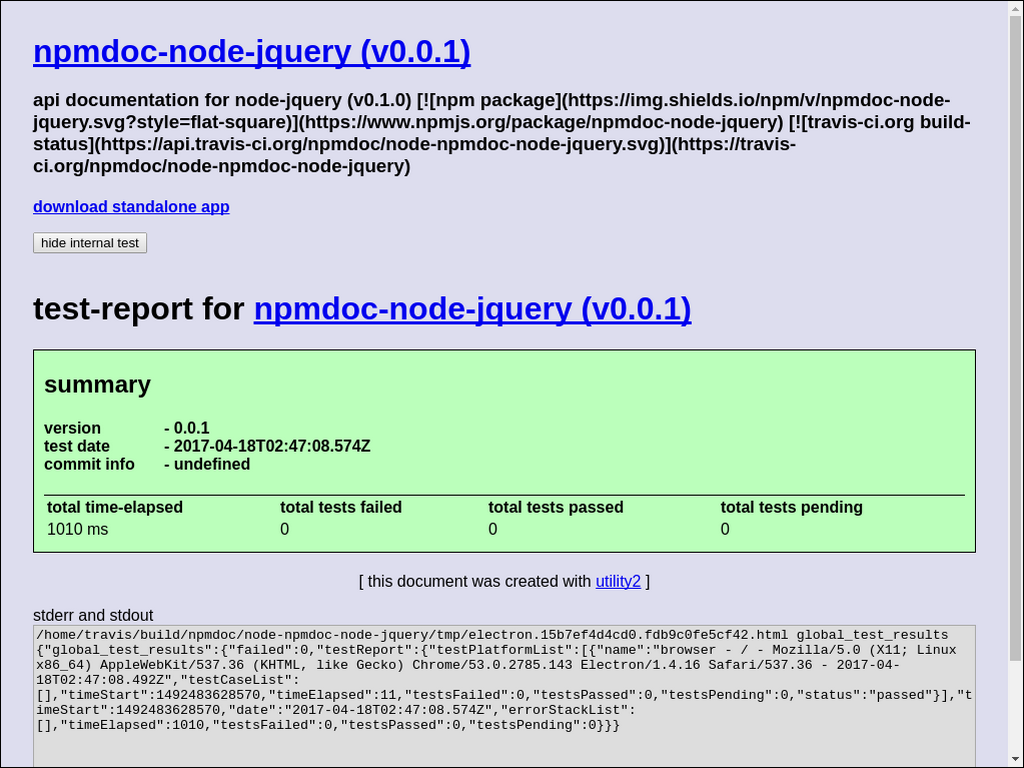 npmdoc-node-jquery (v0.0.1)
api documentation for node-jquery (v0.1.0) [![npm package](https://img.shields.io/npm/v/npmdoc-node-
jquery.svg?style=flat-square)](https://www.npmjs.org/package/npmdoc-node-jquery) [![travis-ci.org build-
status](https://api.travis-ci.org/npmdoc/node-npmdoc-node-jquery.svg)](https://travis-
ci.org/npmdoc/node-npmdoc-node-jquery)
download standalone app
hide internal test
test-report for npmdoc-node-jquery (v0.0.1)
summary
version - 0.0.1
test date - 2017-04-18T02:47:08.574Z
commit info - undefined
total time-elapsed total tests failed total tests passed total tests pending
1010 ms 0 0 0
[ this document was created with utility2 ]
stderr and stdout
/home/travis/build/npmdoc/node-npmdoc-node-jquery/tmp/electron.15b7ef4d4cd0.fdb9c0fe5cf42.html global_test_results
{"global_test_results":{"failed":0,"testReport":{"testPlatformList":[{"name":"browser - / - Mozilla/5.0 (X11; Linux
x86_64) AppleWebKit/537.36 (KHTML, like Gecko) Chrome/53.0.2785.143 Electron/1.4.16 Safari/537.36 - 2017-04-
18T02:47:08.492Z","testCaseList":
[],"timeStart":1492483628570,"timeElapsed":11,"testsFailed":0,"testsPassed":0,"testsPending":0,"status":"passed"}],"t
imeStart":1492483628570,"date":"2017-04-18T02:47:08.574Z","errorStackList":
[],"timeElapsed":1010,"testsFailed":0,"testsPassed":0,"testsPending":0}}}